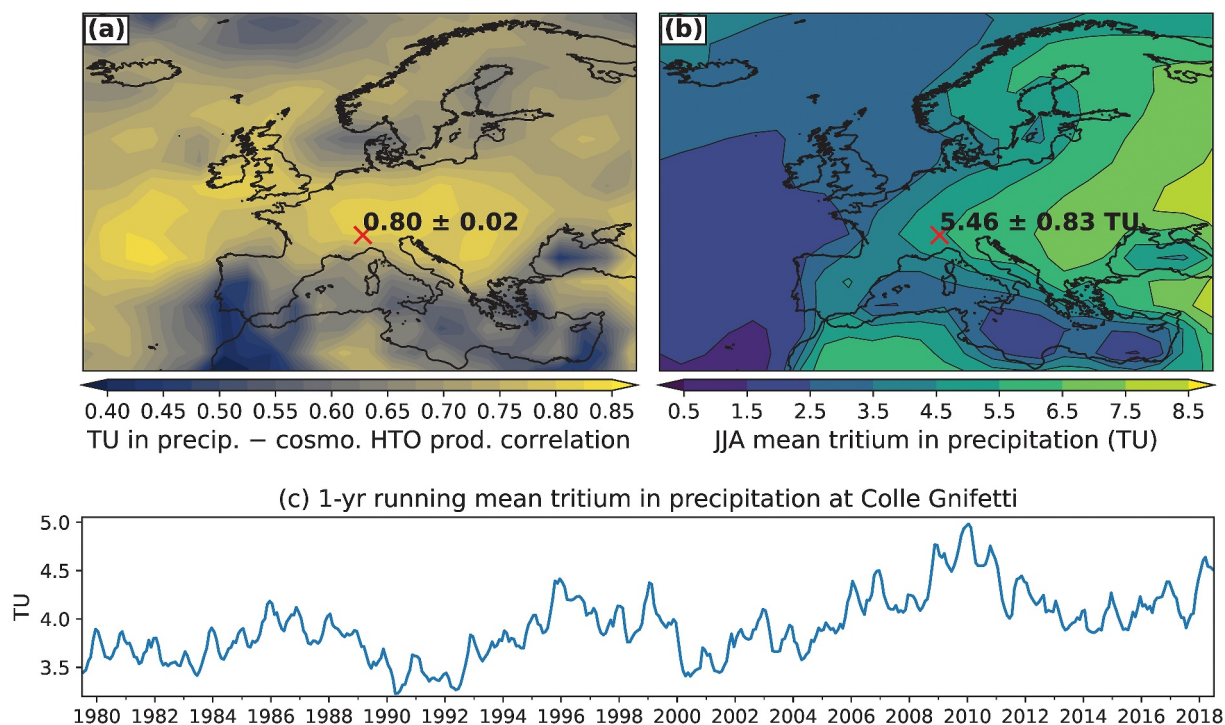 (a)
(b)
0.80 ± 0.02
5.46 ± 0.83 TU
0.40 0.45 0.50 0.55 0.60 0.65 0.70 0.75 0.80 0.85
0.5 1.5 2.5 3.5 4.5 5.5 6.5 7.5 8.5
TU in precip. − cosmo. HTO prod. correlation
JJA mean tritium in precipitation (TU)
(c) 1-yr running mean tritium in precipitation at Colle Gnifetti
5.0
4.5
TU
4.0
3.5
1980 1982 1984 1986 1988 1990 1992 1994 1996 1998 2000 2002 2004 2006 2008 2010 2012 2014 2016 2018